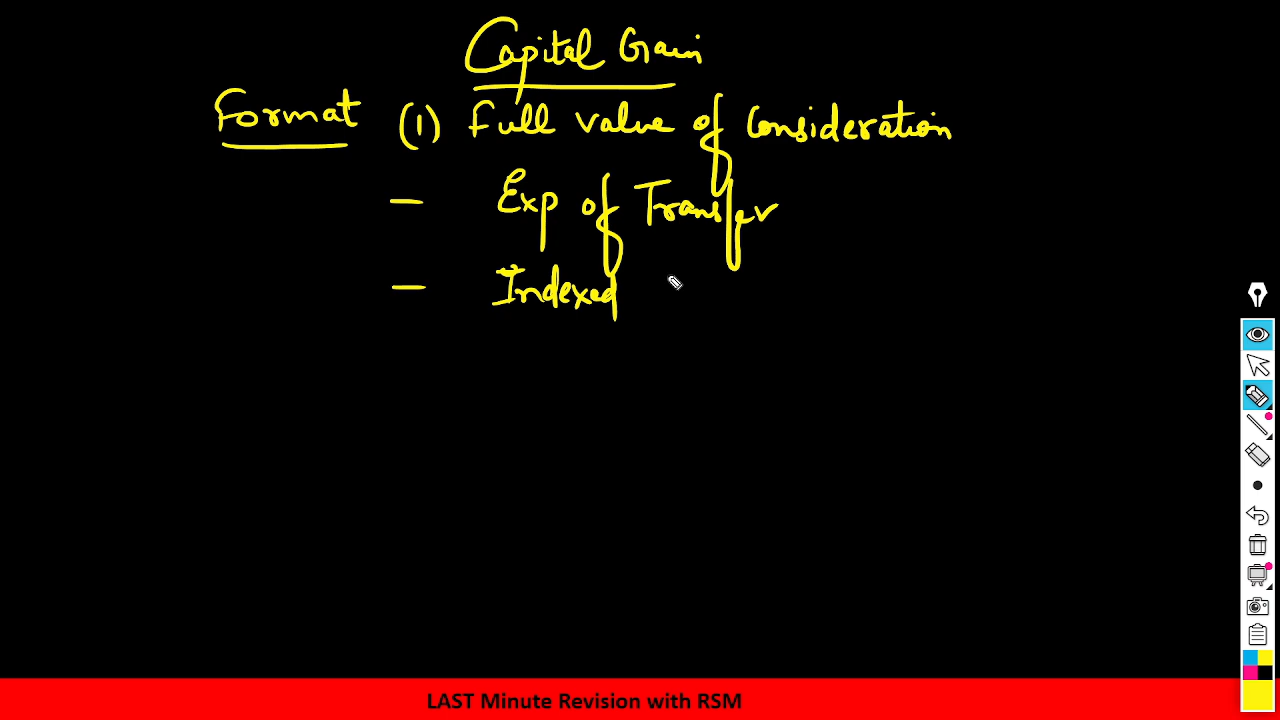 Capital Gain
Format (1) Full value of Consideration
— Exp of Transfer
— Indexed
LAST Minute Revision with RSM